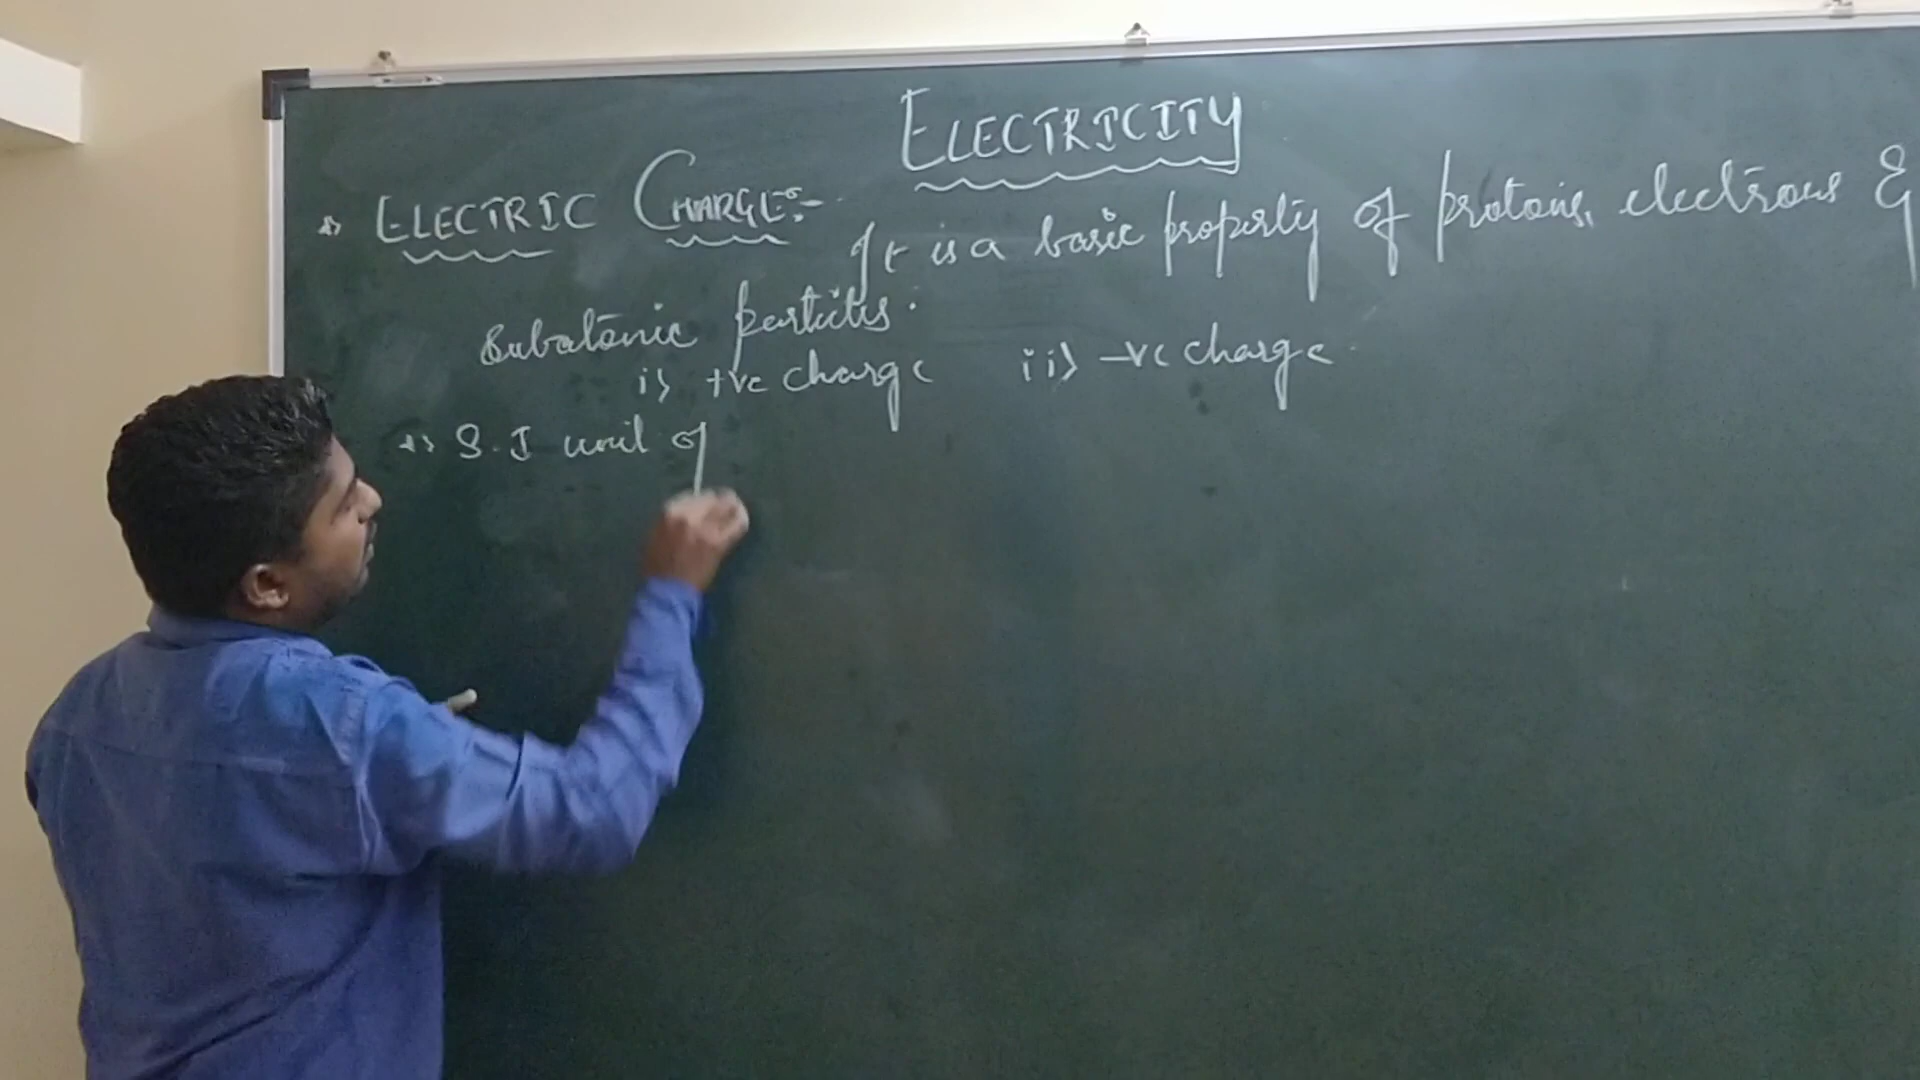 ELECTRICITY
→ ELECTRIC CHARGE:- It is a basic property of protons, electrons &
Subatomic particles.
i> +ve charge ii> -ve charge
→ S.I unit of